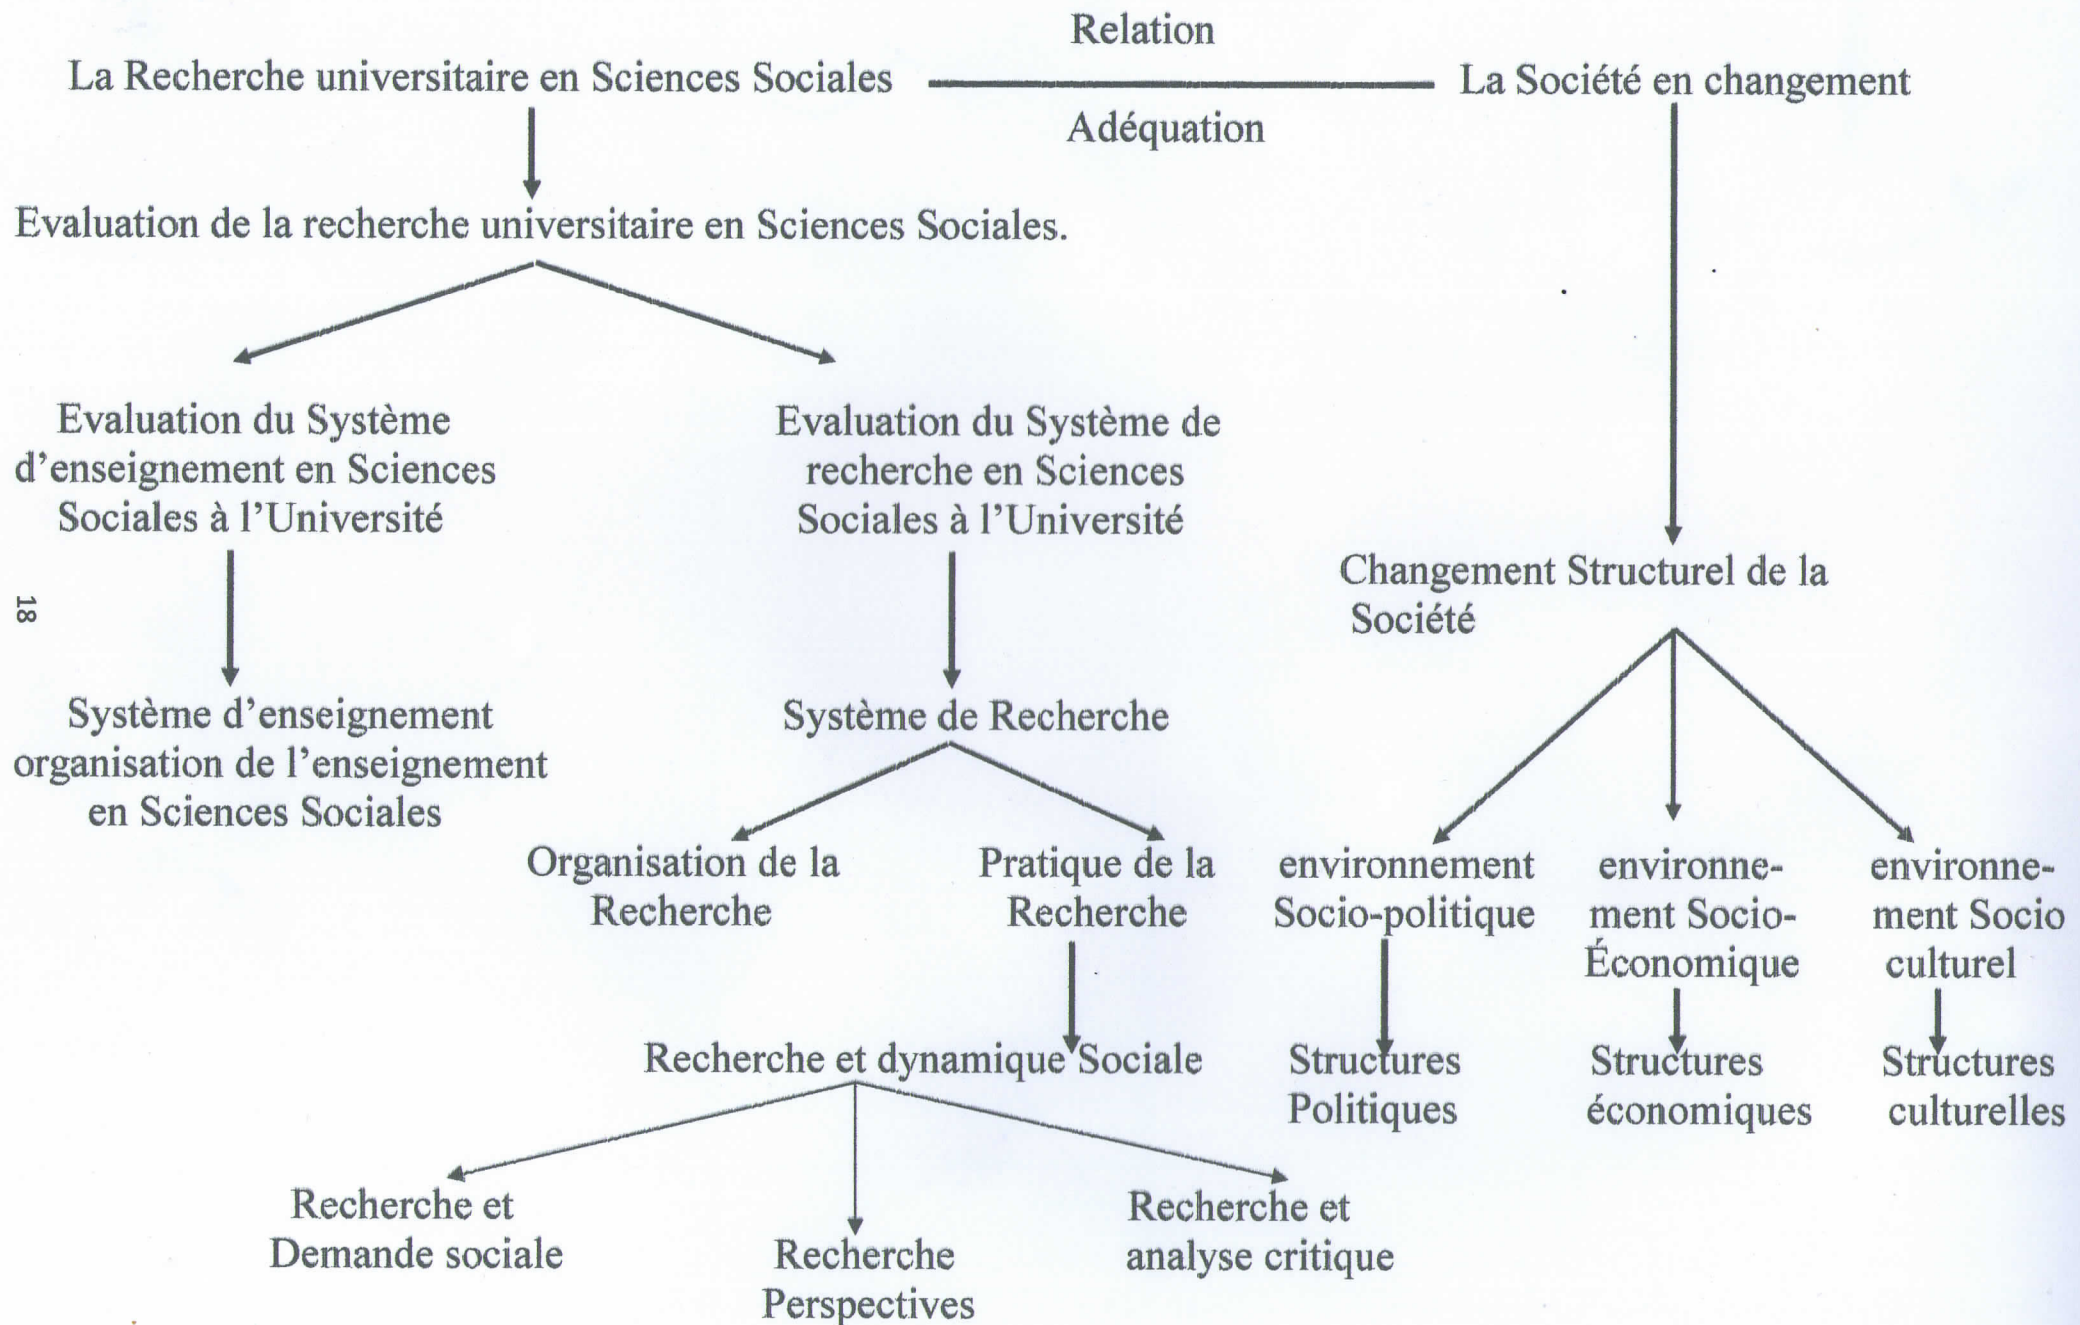 Relation
La Recherche universitaire en Sciences Sociales
La Société en changement
Adéquation
Evaluation de la recherche universitaire en Sciences Sociales.
Evaluation du Système
d'enseignement en Sciences
Sociales à l'Université
Evaluation du Système de
recherche en Sciences
Sociales à l'Université
Changement Structurel de la
Société
18
Système d'enseignement
organisation de l'enseignement
en Sciences Sociales
Système de Recherche
Organisation de la
Recherche
Pratique de la
Recherche
environnement
Socio-politique
environne-
ment Socio-
Économique
environne-
ment Socio
culturel
Recherche et dynamique Sociale
Structures
Politiques
Structures
économiques
Structures
culturelles
Recherche et
Demande sociale
Recherche
Perspectives
Recherche et
analyse critique